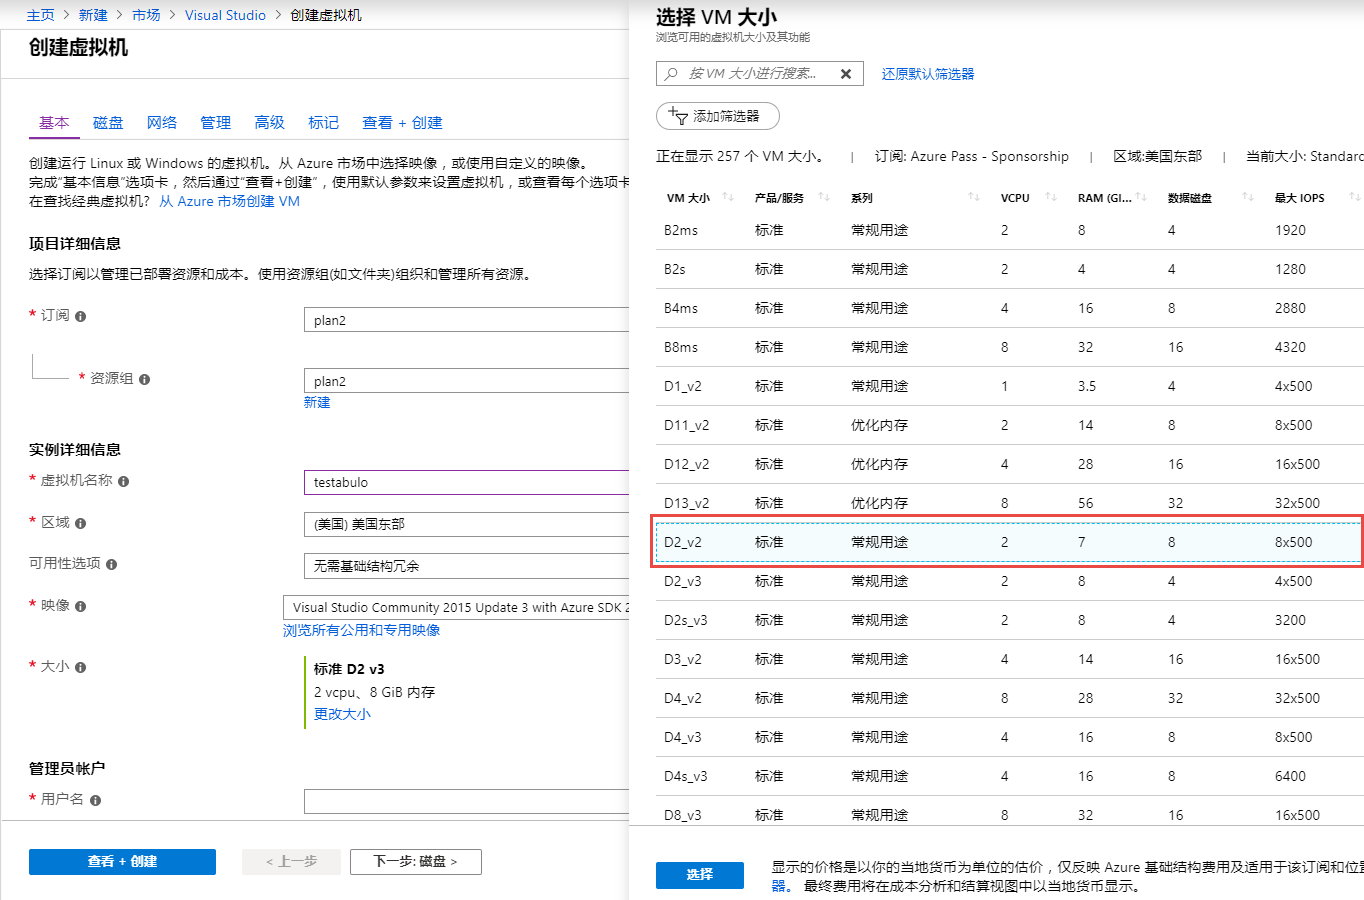 主页 > 新建 > 市场 > Visual Studio > 创建虚拟机
创建虚拟机
基本 磁盘 网络 管理 高级 标记 查看 + 创建
创建运行 Linux 或 Windows 的虚拟机。从 Azure 市场中选择映像，或使用自定义的映像。
完成“基本信息”选项卡，然后通过“查看+创建”，使用默认参数来设置虚拟机，或查看每个选项卡
在查找经典虚拟机? 从 Azure 市场创建 VM
项目详细信息
选择订阅以管理已部署资源和成本。使用资源组(如文件夹)组织和管理所有资源。
* 订阅 plan2
* 资源组 plan2
新建
实例详细信息
* 虚拟机名称 testabulo
* 区域 (美国) 美国东部
可用性选项 无需基础结构冗余
* 映像 Visual Studio Community 2015 Update 3 with Azure SDK 2
浏览所有公用和专用映像
* 大小 标准 D2 v3
2 vcpu、8 GiB 内存
更改大小
管理员帐户
* 用户名
查看 + 创建 < 上一步 下一步: 磁盘 >
选择 VM 大小
浏览可用的虚拟机大小及其功能
按 VM 大小进行搜索... 还原默认筛选器
添加筛选器
正在显示 257 个 VM 大小。 | 订阅: Azure Pass - Sponsorship | 区域:美国东部 | 当前大小: Standard
VM 大小 产品/服务 系列 VCPU RAM (GI... 数据磁盘 最大 IOPS
B2ms 标准 常规用途 2 8 4 1920
B2s 标准 常规用途 2 4 4 1280
B4ms 标准 常规用途 4 16 8 2880
B8ms 标准 常规用途 8 32 16 4320
D1_v2 标准 常规用途 1 3.5 4 4x500
D11_v2 标准 优化内存 2 14 8 8x500
D12_v2 标准 优化内存 4 28 16 16x500
D13_v2 标准 优化内存 8 56 32 32x500
D2_v2 标准 常规用途 2 7 8 8x500
D2_v3 标准 常规用途 2 8 4 4x500
D2s_v3 标准 常规用途 2 8 4 3200
D3_v2 标准 常规用途 4 14 16 16x500
D4_v2 标准 常规用途 8 28 32 32x500
D4_v3 标准 常规用途 4 16 8 8x500
D4s_v3 标准 常规用途 4 16 8 6400
D8_v3 标准 常规用途 8 32 16 16x500
选择
显示的价格是以你的当地货币为单位的估价，仅反映 Azure 基础结构费用及适用于该订阅和位置
器。 最终费用将在成本分析和结算视图中以当地货币显示。